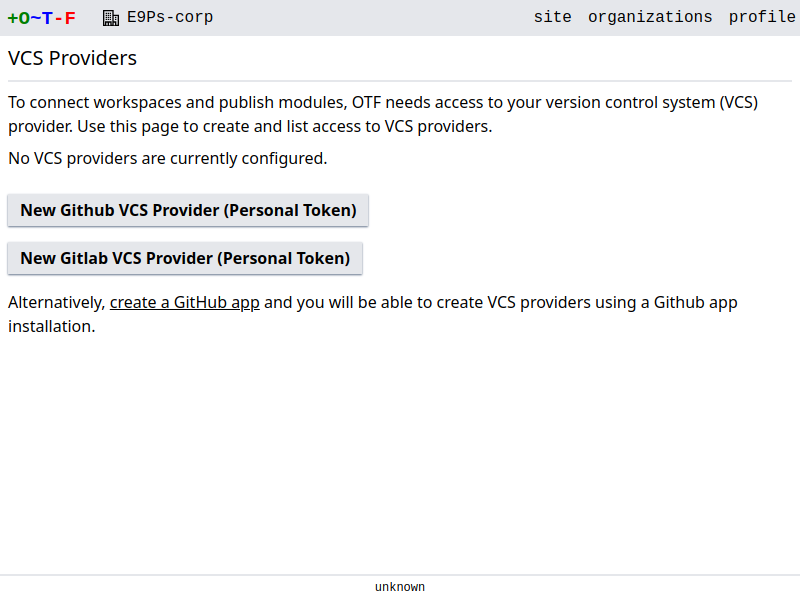 +O~T-F E9Ps-corp site organizations profile
VCS Providers
To connect workspaces and publish modules, OTF needs access to your version control system (VCS)
provider. Use this page to create and list access to VCS providers.
No VCS providers are currently configured.
New Github VCS Provider (Personal Token)
New Gitlab VCS Provider (Personal Token)
Alternatively, create a GitHub app and you will be able to create VCS providers using a Github app
installation.
unknown